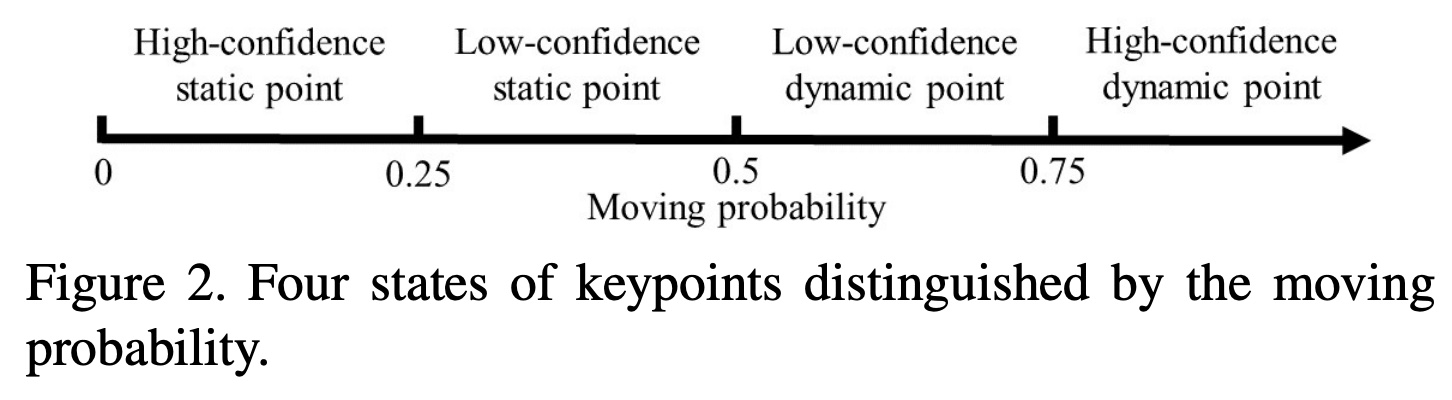 High-confidence static point
Low-confidence static point
Low-confidence dynamic point
High-confidence dynamic point
0
0.25
0.5
0.75
Moving probability
Figure 2. Four states of keypoints distinguished by the moving
probability.